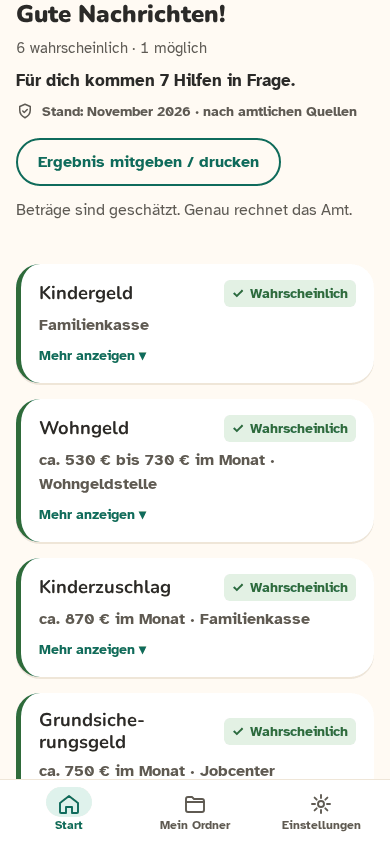 Gute Nachrichten!
6 wahrscheinlich · 1 möglich
Für dich kommen 7 Hilfen in Frage.
Stand: November 2026 · nach amtlichen Quellen
Ergebnis mitgeben / drucken
Beträge sind geschätzt. Genau rechnet das Amt.
Kindergeld
✓ Wahrscheinlich
Familienkasse
Mehr anzeigen ▾
Wohngeld
✓ Wahrscheinlich
ca. 530 € bis 730 € im Monat ·
Wohngeldstelle
Mehr anzeigen ▾
Kinderzuschlag
✓ Wahrscheinlich
ca. 870 € im Monat · Familienkasse
Mehr anzeigen ▾
Grundsiche-
rungsgeld
✓ Wahrscheinlich
ca. 750 € im Monat · Jobcenter
Start
Mein Ordner
Einstellungen